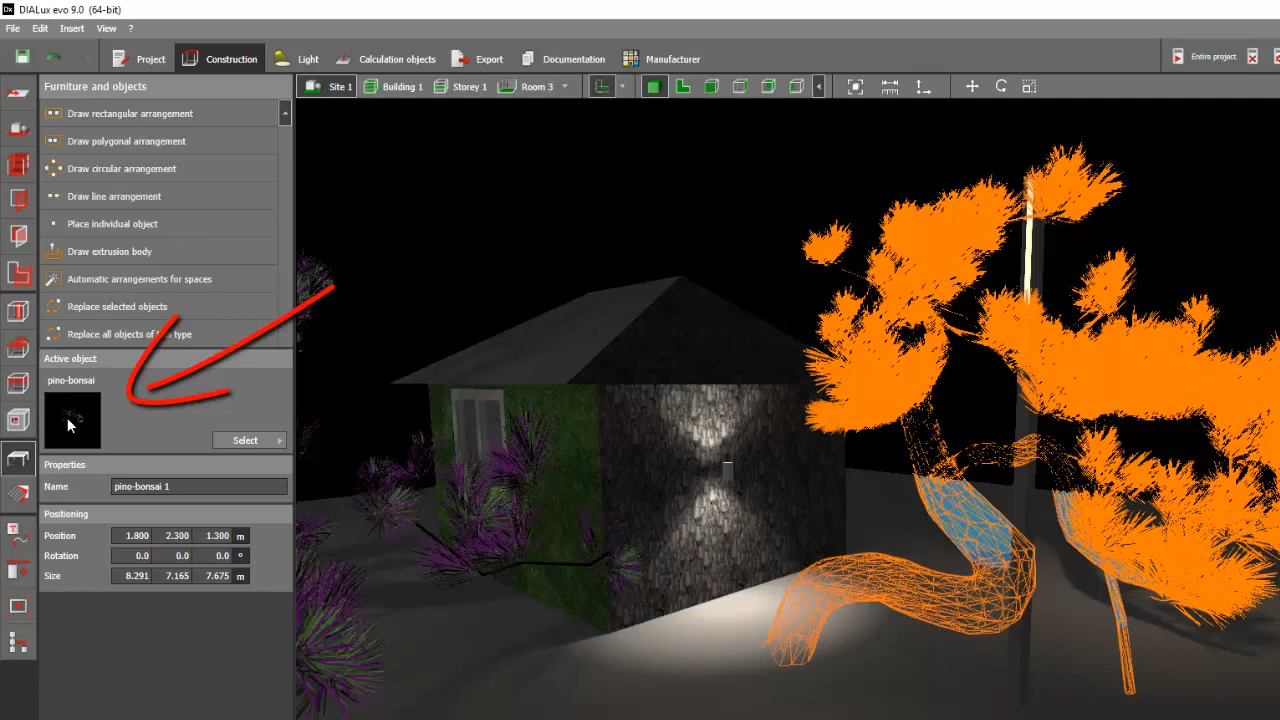 DIALux evo 9.0 (64-bit)
File Edit Insert View ?
Project Construction Light Calculation objects Export Documentation Manufacturer Entire project
Furniture and objects
Site 1 Building 1 Storey 1 Room 3
Draw rectangular arrangement
Draw polygonal arrangement
Draw circular arrangement
Draw line arrangement
Place individual object
Draw extrusion body
Automatic arrangements for spaces
Replace selected objects
Replace all objects of type
Active object
pino-bonsai
Select
Properties
Name pino-bonsai 1
Positioning
Position 1.800 2.300 1.300 m
Rotation 0.0 0.0 0.0 °
Size 8.291 7.165 7.675 m